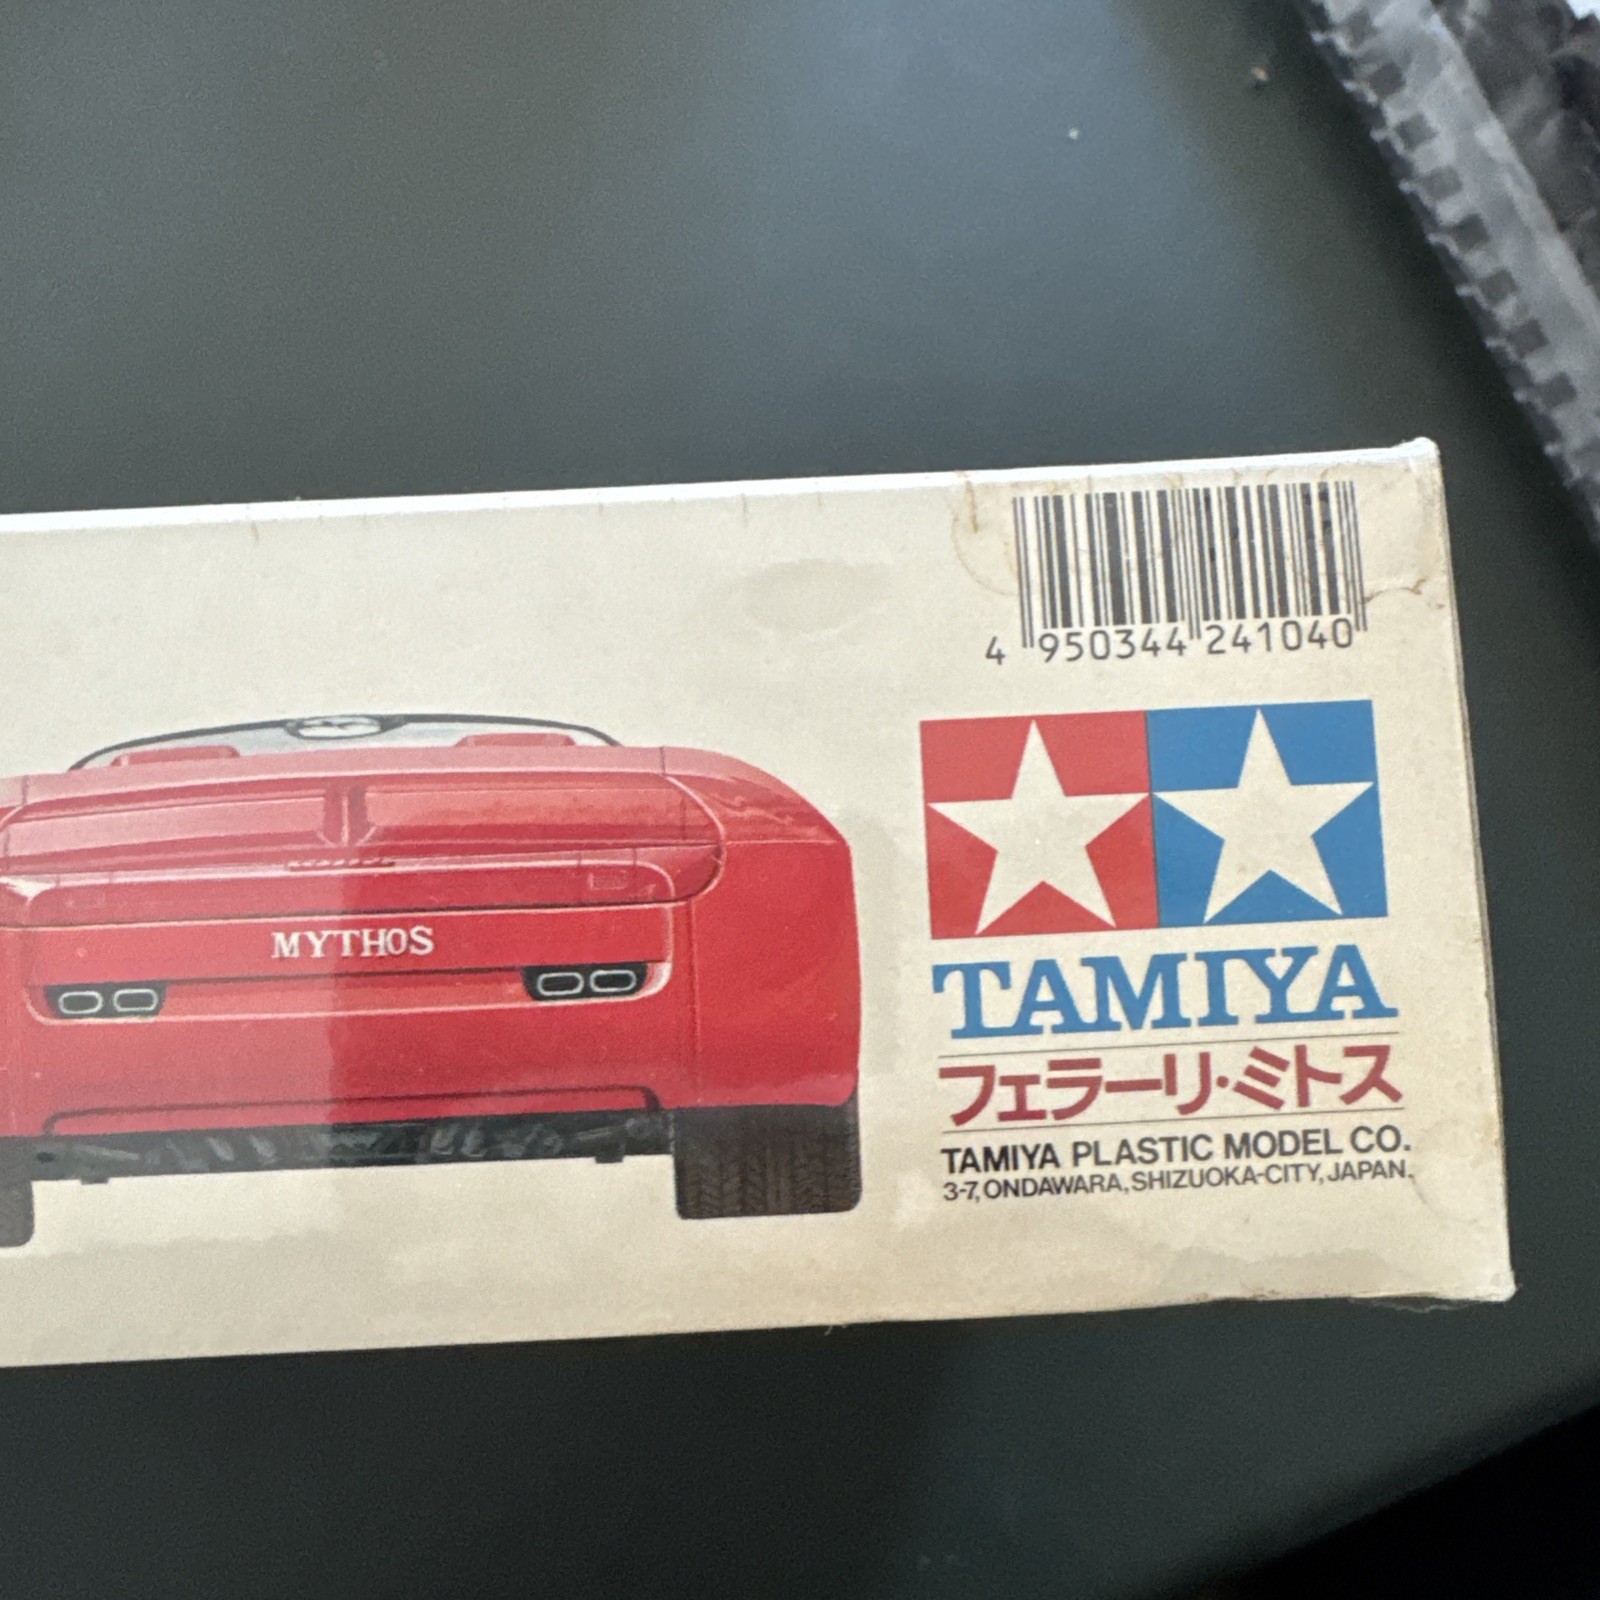 4 950344 241040
MYTHOS
TAMIYA
フェラーリ・ミトス
TAMIYA PLASTIC MODEL CO.
3-7, ONDAWARA, SHIZUOKA-CITY, JAPAN.